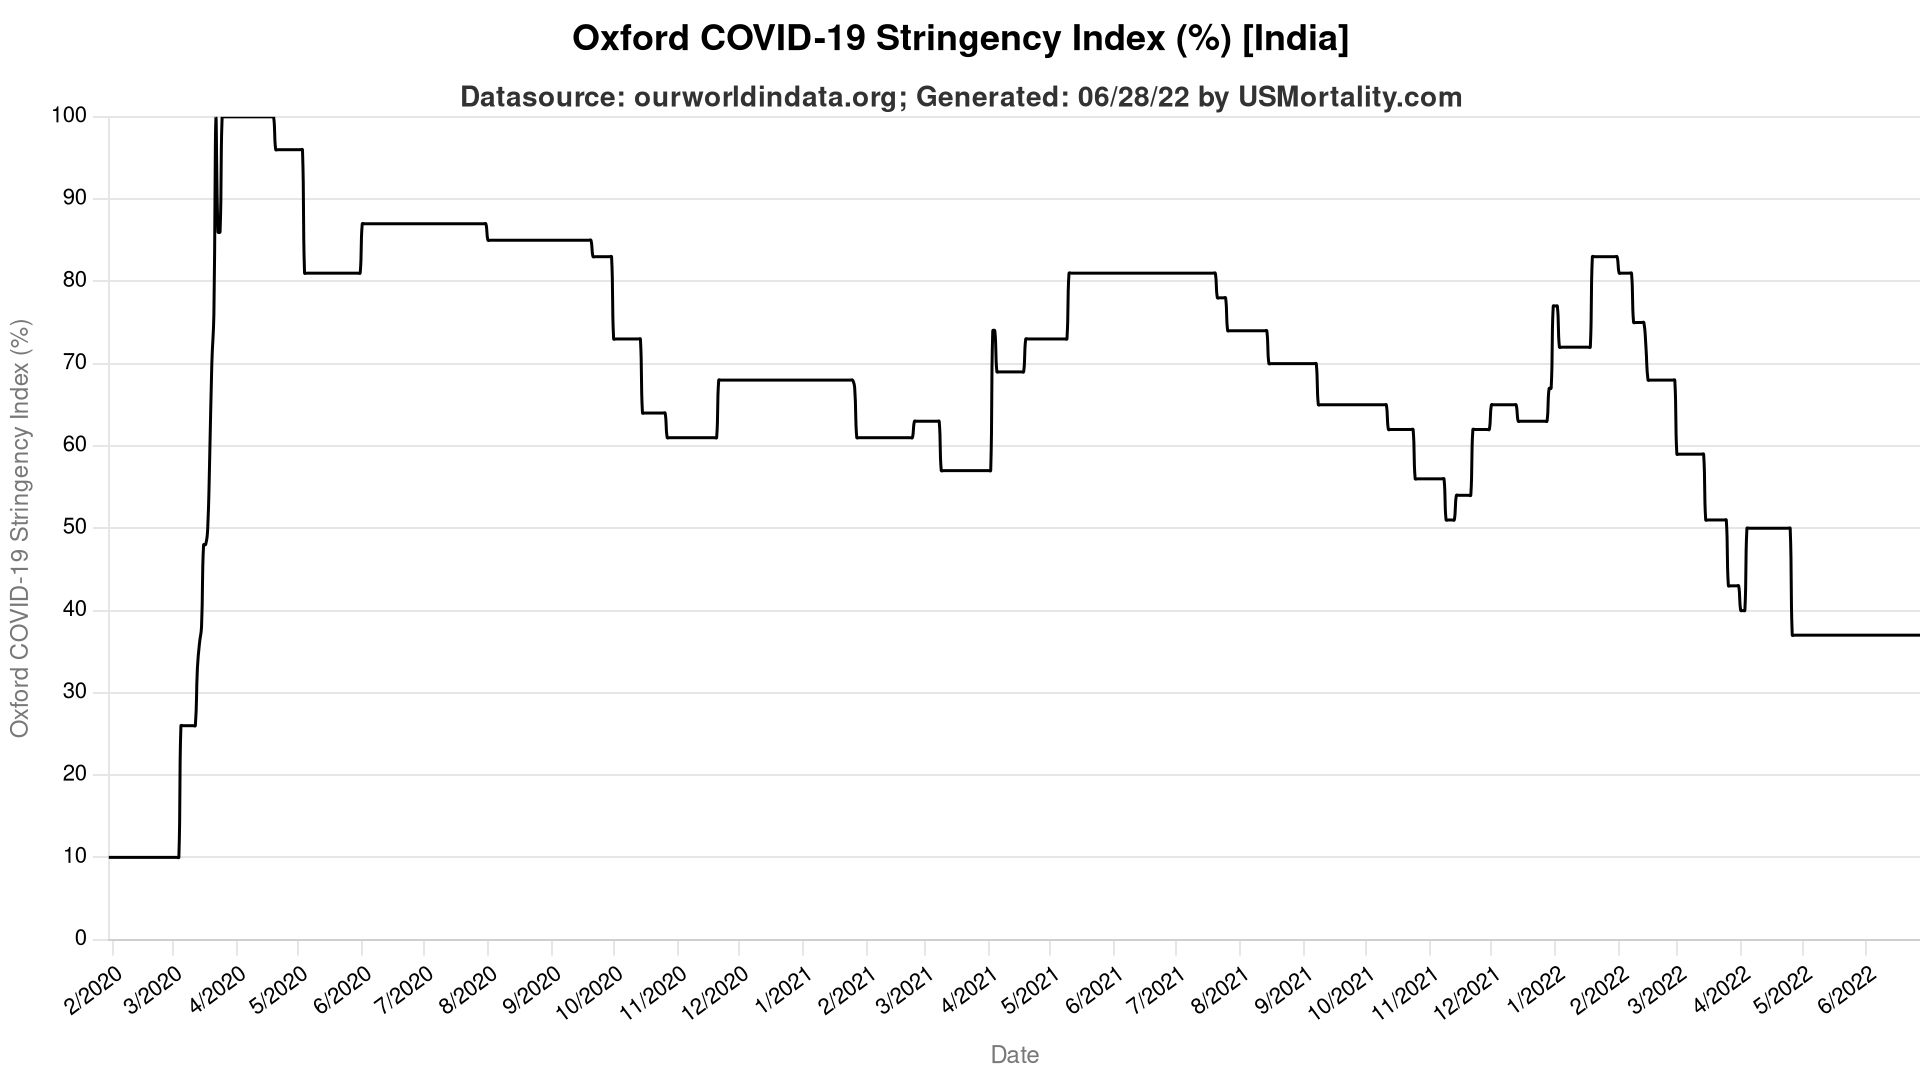 Oxford COVID-19 Stringency Index (%) [India]
Datasource: ourworldindata.org; Generated: 06/28/22 by USMortality.com
Oxford COVID-19 Stringency Index (%)
100
90
80
70
60
50
40
30
20
10
0
2/2020 3/2020 4/2020 5/2020 6/2020 7/2020 8/2020 9/2020 10/2020 11/2020 12/2020 1/2021 2/2021 3/2021 4/2021 5/2021 6/2021 7/2021 8/2021 9/2021 10/2021 11/2021 12/2021 1/2022 2/2022 3/2022 4/2022 5/2022 6/2022
Date